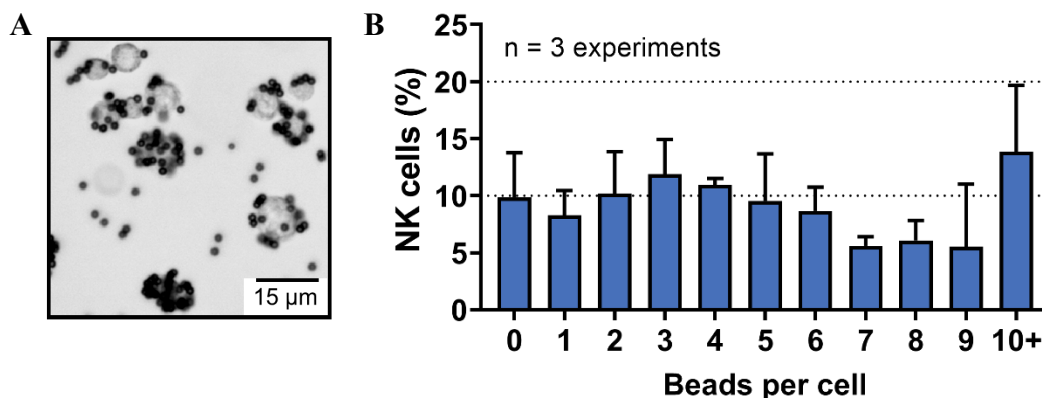 A
15 µm
B
n = 3 experiments
NK cells (%)
25
20
15
10
5
0
0 1 2 3 4 5 6 7 8 9 10+
Beads per cell